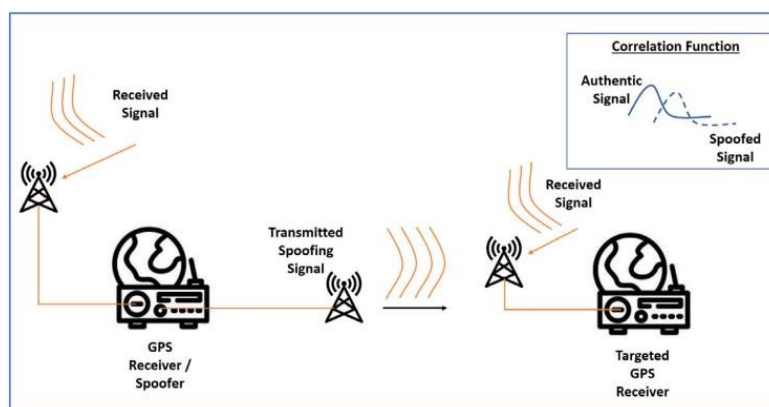 Correlation Function
Authentic
Signal
Spoofed
Signal
Received
Signal
Received
Signal
Transmitted
Spoofing
Signal
GPS
Receiver /
Spoofer
Targeted
GPS
Receiver